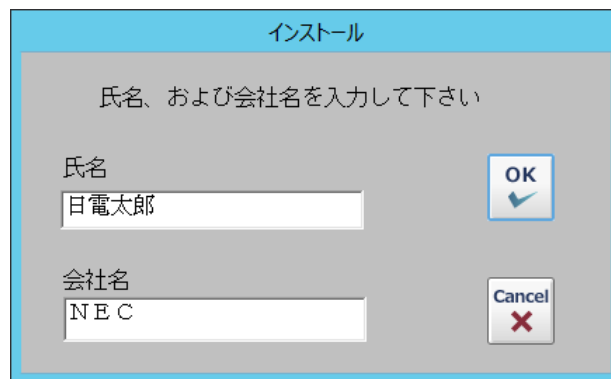 インストール
氏名、および会社名を入力して下さい
氏名
日電太郎
OK
会社名
ＮＥＣ
Cancel